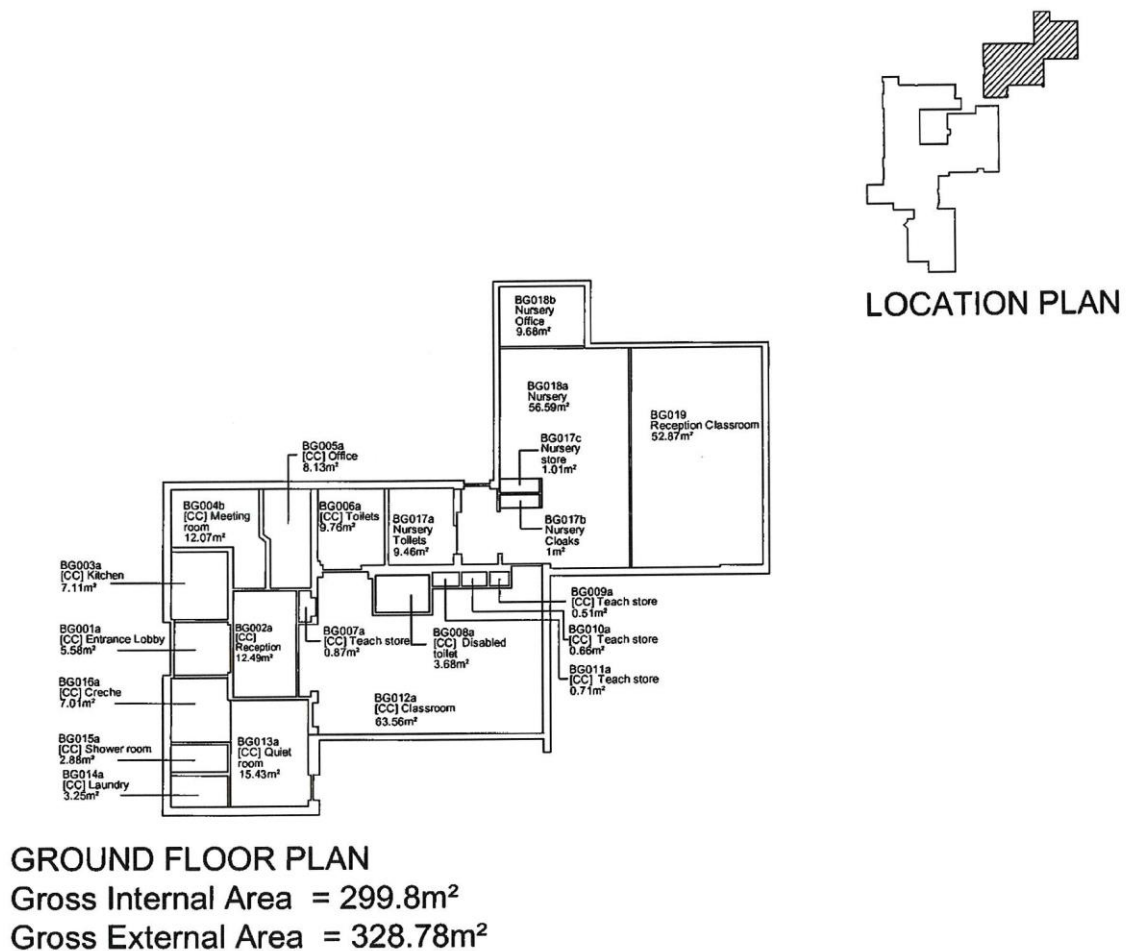 LOCATION PLAN
BG018b
Nursery
Office
9.68m²
BG018a
Nursery
56.59m²
BG019
Reception Classroom
52.87m²
BG017c
Nursery
store
1.01m²
BG005a
[CC] Office
8.13m²
BG004b
[CC] Meeting
room
12.07m²
BG006a
[CC] Toilets
9.76m²
BG017a
Nursery
Toilets
9.46m²
BG017b
Nursery
Cloaks
1m²
BG003a
[CC] Kitchen
7.11m²
BG009a
[CC] Teach store
0.51m²
BG001a
[CC] Entrance Lobby
5.58m²
BG002a
[CC]
Reception
12.49m²
BG007a
[CC] Teach store
0.87m²
BG008a
[CC] Disabled
toilet
3.68m²
BG010a
[CC] Teach store
0.66m²
BG011a
[CC] Teach store
0.71m²
BG016a
[CC] Creche
7.01m²
BG012a
[CC] Classroom
63.56m²
BG015a
[CC] Shower room
2.88m²
BG013a
[CC] Quiet
room
15.43m²
BG014a
[CC] Laundry
3.25m²
GROUND FLOOR PLAN
Gross Internal Area = 299.8m²
Gross External Area = 328.78m²